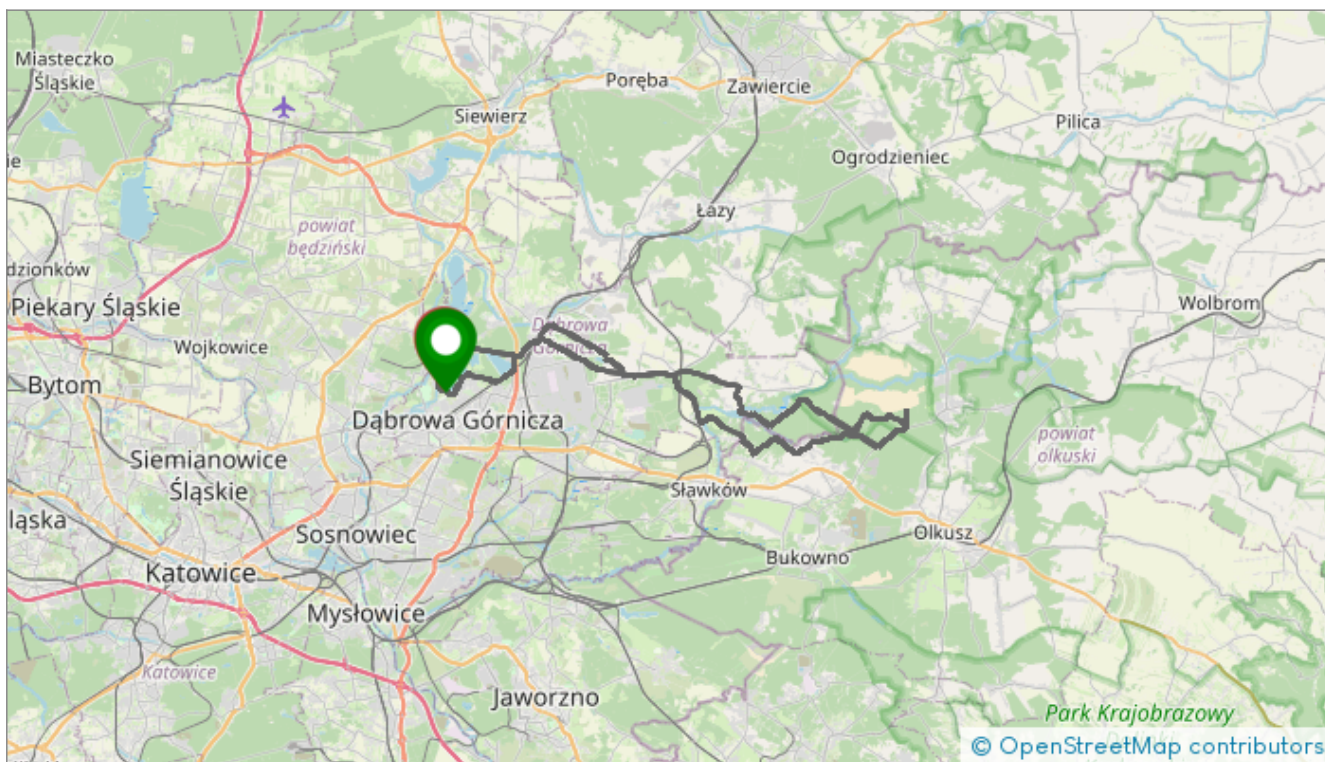 Miasteczko
Śląskie
Poręba
Zawiercie
Siewierz
Pilica
ie
Ogrodzieniec
Łazy
powiat
będziński
dzionków
Piekary Śląskie
Wolbrom
Dąbrowa
Górnicza
Wojkowice
Bytom
Dąbrowa Górnicza
powiat
olkuski
Siemianowice
Śląskie
Sławków
ląska
Sosnowiec
Olkusz
Bukowno
Katowice
Mysłowice
Katowice
Jaworzno
Park Krajobrazowy
© OpenStreetMap contributors